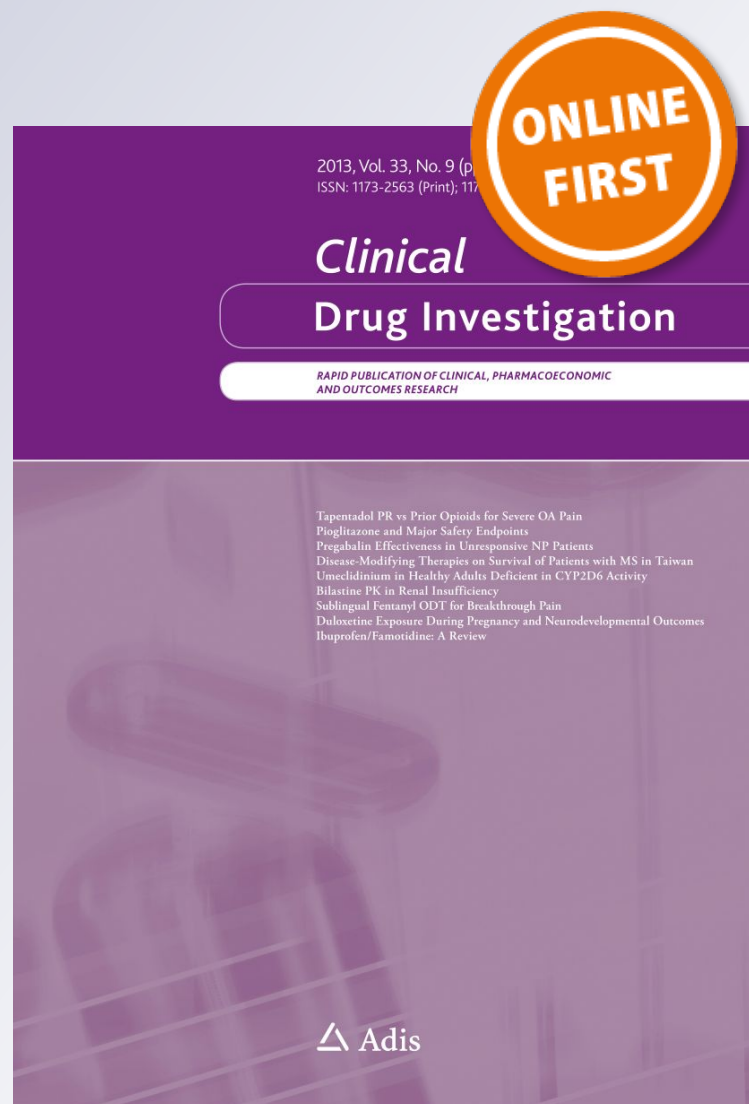 ONLINE
FIRST
2013, Vol. 33, No. 9 (p
ISSN: 1173-2563 (Print); 117
Clinical
Drug Investigation
RAPID PUBLICATION OF CLINICAL, PHARMACOECONOMIC
AND OUTCOMES RESEARCH
Tapentadol PR vs Prior Opioids for Severe OA Pain
Pioglitazone and Major Safety Endpoints
Pregabalin Effectiveness in Unresponsive NP Patients
Disease-Modifying Therapies on Survival of Patients with MS in Taiwan
Umeclidinium in Healthy Adults Deficient in CYP2D6 Activity
Bilastine PK in Renal Insufficiency
Sublingual Fentanyl ODT for Breakthrough Pain
Duloxetine Exposure During Pregnancy and Neurodevelopmental Outcomes
Ibuprofen/Famotidine: A Review
Adis